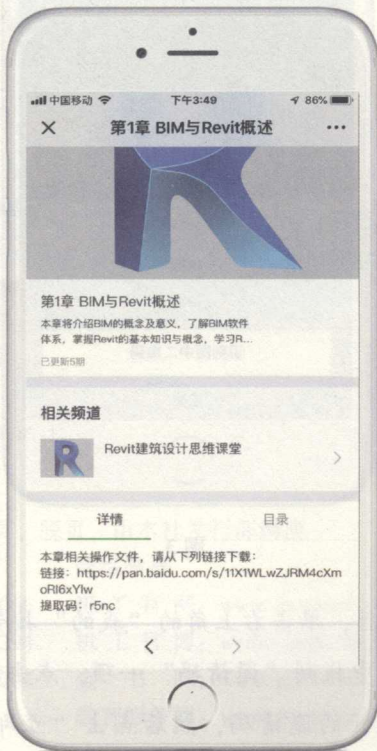 中国移动 下午3:49 86%
第1章 BIM与Revit概述
第1章 BIM与Revit概述
本章将介绍BIM的概念及意义，了解BIM软件
体系，掌握Revit的基本知识与概念，学习R...
已更新5期
相关频道
Revit建筑设计思维课堂
详情 目录
本章相关操作文件，请从下列链接下载：
链接：https://pan.baidu.com/s/11X1WLwZJRM4cXm
oRI6xYlw
提取码：r5nc